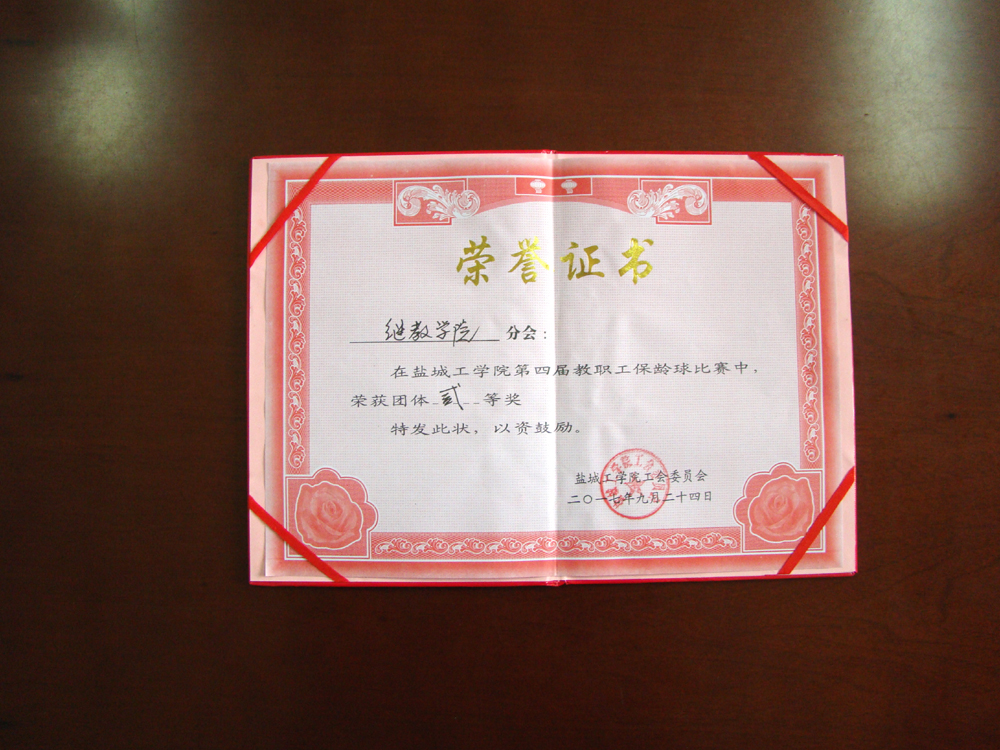 荣誉证书
继教学院 分会：
在盐城工学院第四届教职工保龄球比赛中，
荣获团体 贰 等奖
特发此状，以资鼓励。
盐城工学院工会委员会
二〇一七年九月二十四日